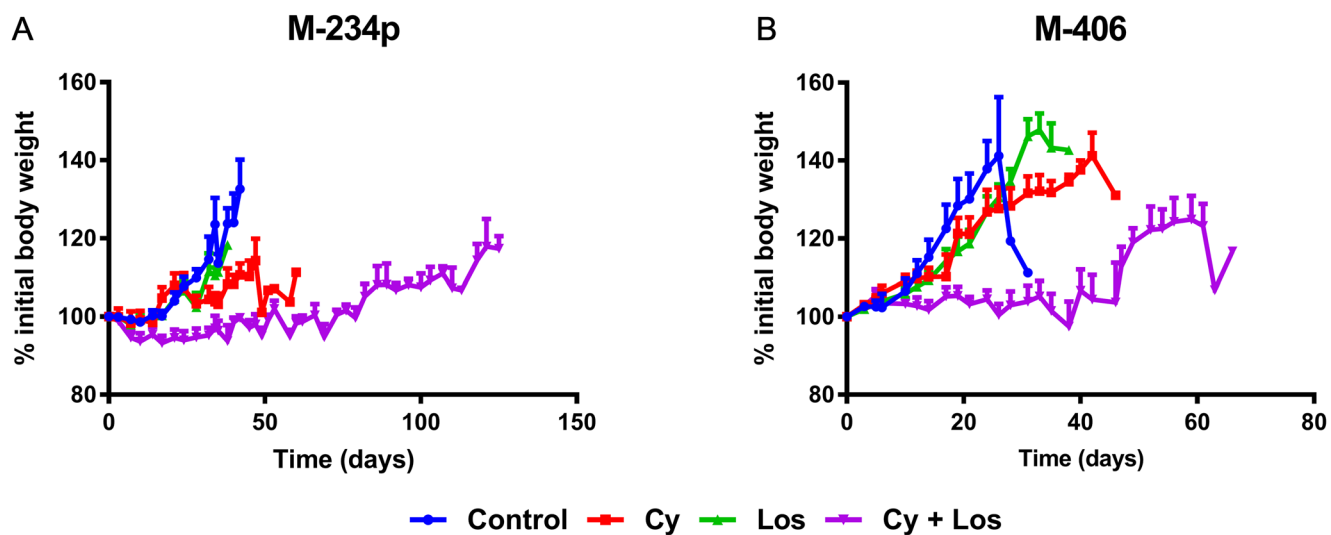 A M-234p
160
140
120
100
80
% initial body weight
0 50 100 150
Time (days)
B M-406
160
140
120
100
80
% initial body weight
0 20 40 60 80
Time (days)
Control Cy Los Cy + Los